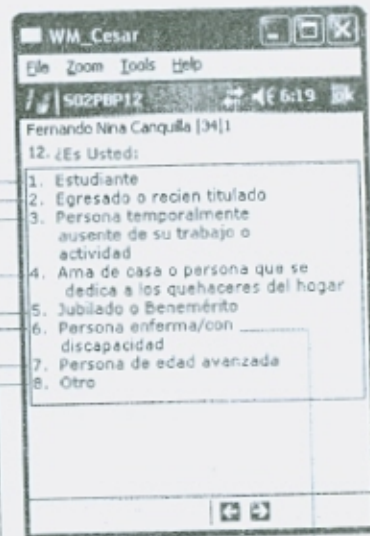 WM_Cesar
File Zoom Tools Help
S02PBP12 6:19 ok
Fernando Nina Canquilla |34|1
12. ¿Es Usted:
1. Estudiante
2. Egresado o recien titulado
3. Persona temporalmente
ausente de su trabajo o
actividad
4. Ama de casa o persona que se
dedica a los quehaceres del hogar
5. Jubilado o Benemérito
6. Persona enferma/con
discapacidad
7. Persona de edad avanzada
8. Otro